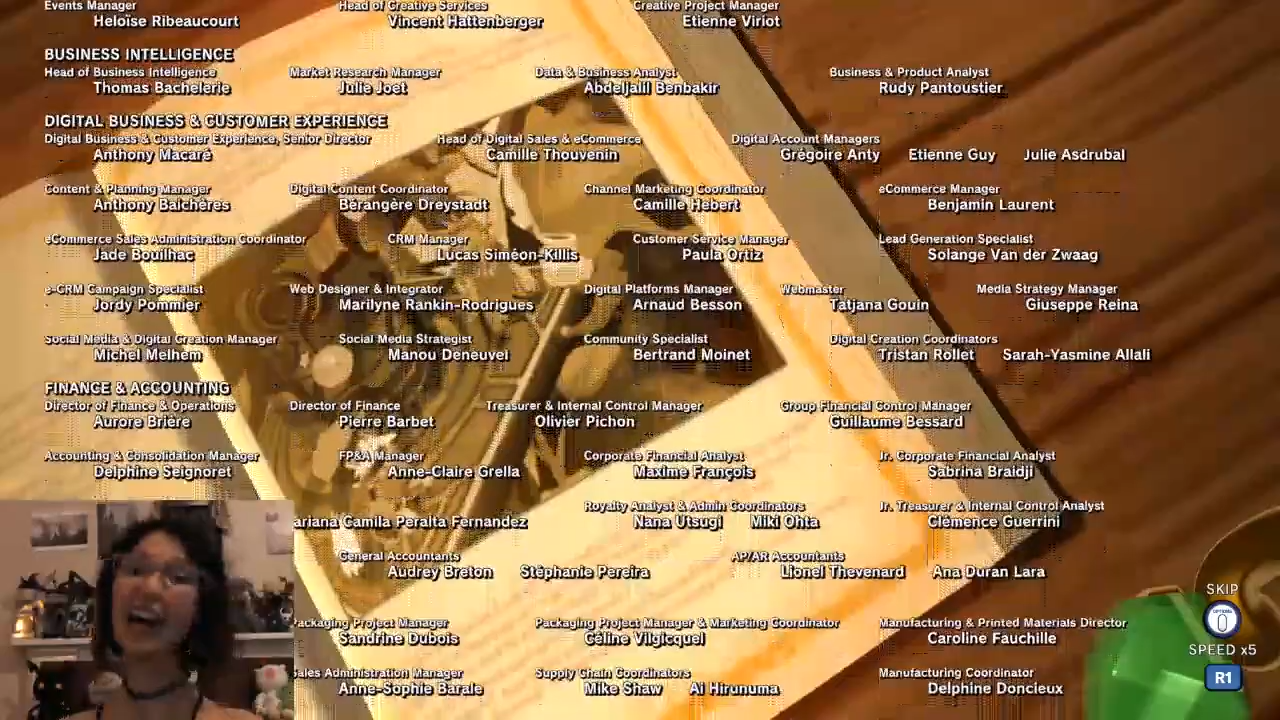 Events Manager Head of Creative Services Creative Project Manager
Heloïse Ribeaucourt Vincent Hattenberger Etienne Viriot
BUSINESS INTELLIGENCE
Head of Business Intelligence Market Research Manager Data & Business Analyst Business & Product Analyst
Thomas Bachelerie Julie Joet Abdeljalil Benbakir Rudy Pantoustier
DIGITAL BUSINESS & CUSTOMER EXPERIENCE
Digital Business & Customer Experience, Senior Director Head of Digital Sales & eCommerce Digital Account Managers
Anthony Macaré Camille Thouvenin Grégoire Anty Etienne Guy Julie Asdrubal
Content & Planning Manager Digital Content Coordinator Channel Marketing Coordinator eCommerce Manager
Anthony Baichères Bérangère Dreystadt Camille Hebert Benjamin Laurent
eCommerce Sales Administration Coordinator CRM Manager Customer Service Manager Lead Generation Specialist
Jade Bouilhac Lucas Siméon-Killis Paula Ortiz Solange Van der Zwaag
e-CRM Campaign Specialist Web Designer & Integrator Digital Platforms Manager Webmaster Media Strategy Manager
Jordy Pommier Marilyne Rankin-Rodrigues Arnaud Besson Tatjana Gouin Giuseppe Reina
Social Media & Digital Creation Manager Social Media Strategist Community Specialist Digital Creation Coordinators
Michel Melhem Manou Deneuvei Bertrand Moinet Tristan Rollet Sarah-Yasmine Allali
FINANCE & ACCOUNTING
Director of Finance & Operations Director of Finance Treasurer & Internal Control Manager Group Financial Control Manager
Aurore Brière Pierre Barbet Olivier Pichon Guillaume Bessard
Accounting & Consolidation Manager FP&A Manager Corporate Financial Analyst Jr. Corporate Financial Analyst
Delphine Seignoret Anne-Claire Grella Maxime François Sabrina Braidji
Royalty Analyst & Admin Coordinators Jr. Treasurer & Internal Control Analyst
ariana Camila Peralta Fernandez Nana Utsugi Miki Ohta Clémence Guerrini
General Accountants AP/AR Accountants
Audrey Breton Stéphanie Pereira Lionel Thevenard Ana Duran Lara
Packaging Project Manager Packaging Project Manager & Marketing Coordinator Manufacturing & Printed Materials Director
Sandrine Dubois Céline Vilgicquel Caroline Fauchille
Sales Administration Manager Supply Chain Coordinators Manufacturing Coordinator
Anne-Sophie Barale Mike Shaw Ai Hirunuma Delphine Doncieux
SKIP
OPTIONS
SPEED x5
R1